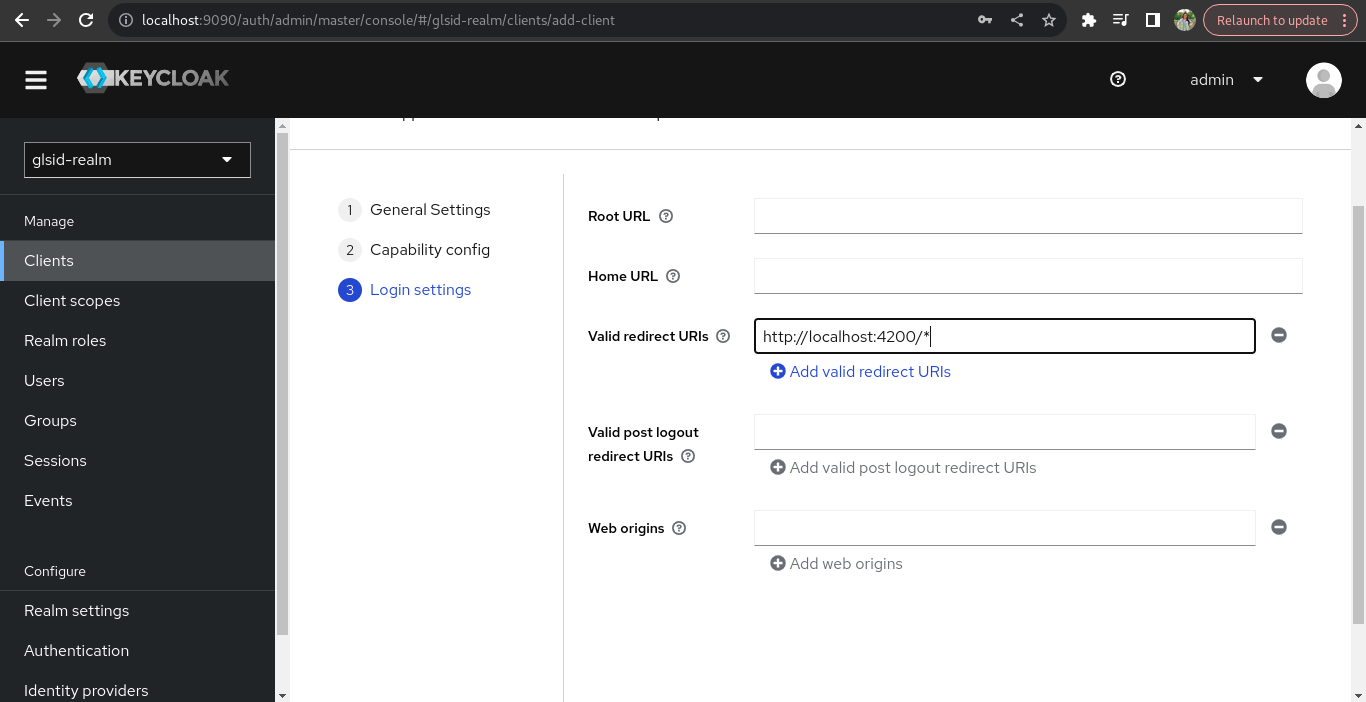 localhost:9090/auth/admin/master/console/#/glsid-realm/clients/add-client
Relaunch to update
KEYCLOAK
admin
glsid-realm
Manage
Clients
Client scopes
Realm roles
Users
Groups
Sessions
Events
Configure
Realm settings
Authentication
Identity providers
1 General Settings
2 Capability config
3 Login settings
Root URL
Home URL
Valid redirect URIs
http://localhost:4200/*
Add valid redirect URIs
Valid post logout
redirect URIs
Add valid post logout redirect URIs
Web origins
Add web origins